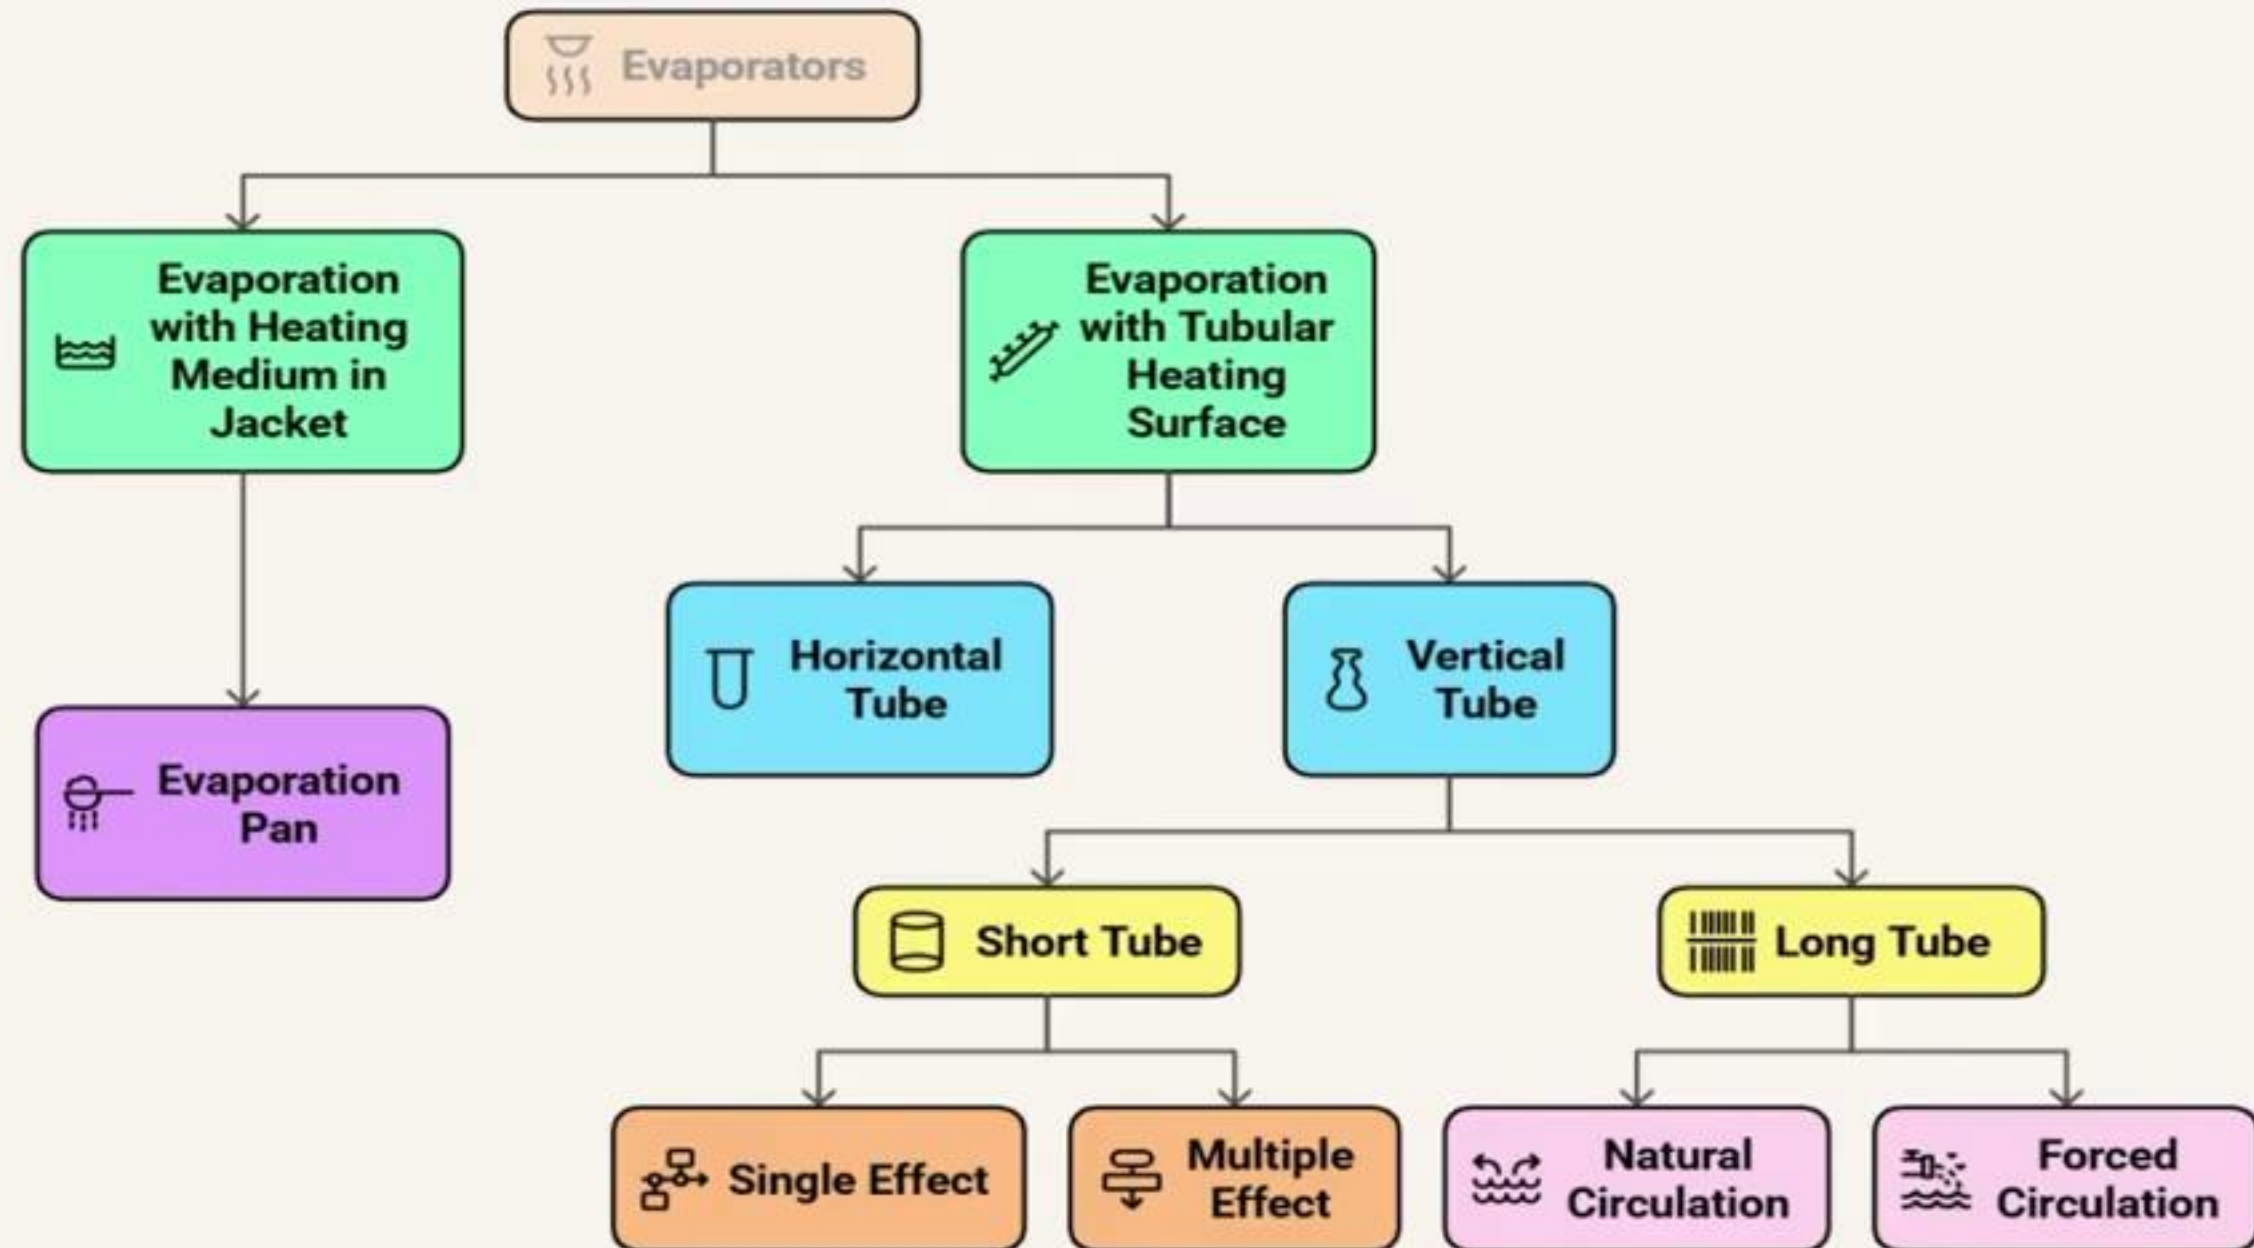 Evaporators
Evaporation
with Heating
Medium in
Jacket
Evaporation
with Tubular
Heating
Surface
Horizontal
Tube
Vertical
Tube
Evaporation
Pan
Short Tube
Long Tube
Single Effect
Multiple
Effect
Natural
Circulation
Forced
Circulation